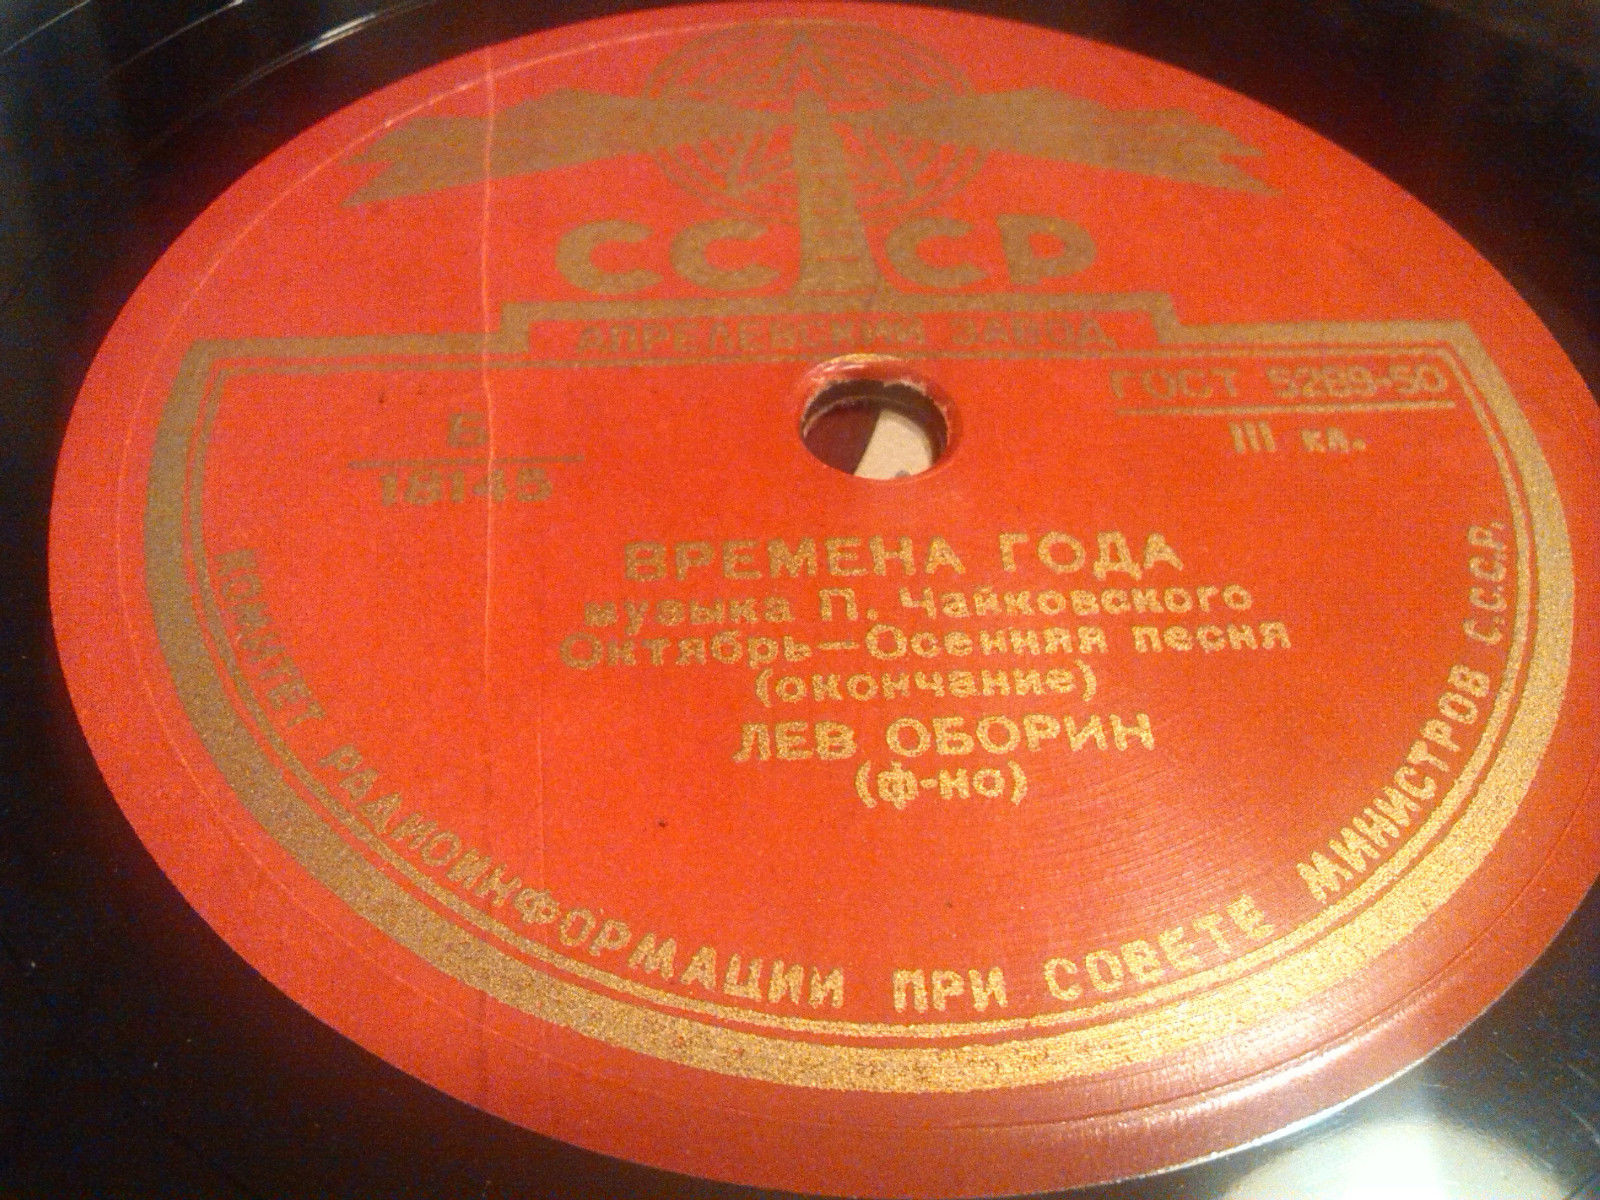 СССР
АПРЕЛЕВСКИЙ ЗАВОД
Б
18145
ГОСТ 5289-50
III кл.
ВРЕМЕНА ГОДА
музыка П. Чайковского
Октябрь—Осенняя песня
(окончание)
ЛЕВ ОБОРИН
(ф-но)
КОМИТЕТ РАДИОИНФОРМАЦИИ ПРИ СОВЕТЕ МИНИСТРОВ С.С.С.Р.